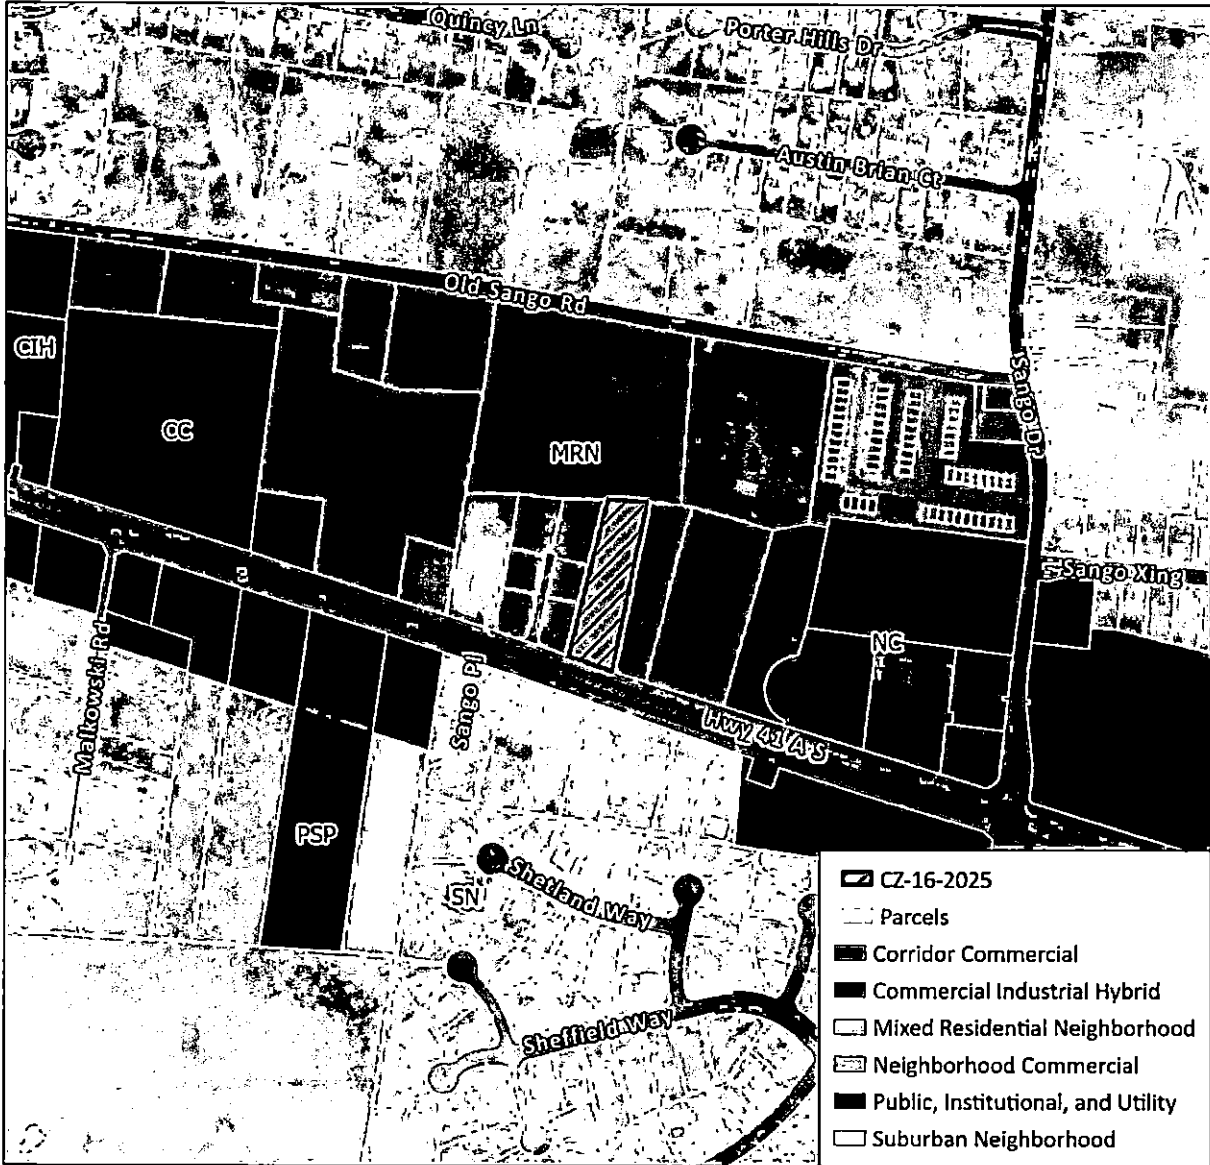 Quincy Ln
Porter Hills Dr
Austin Brian Ct
Old Sango Rd
CIH
CC
MRN
Sango Dr
Sango Xing
NC
Malkowski Rd
Sango Pl
Hwy 41 A S
PSP
SN
Shetland Way
Sheffield Way
CZ-16-2025
Parcels
Corridor Commercial
Commercial Industrial Hybrid
Mixed Residential Neighborhood
Neighborhood Commercial
Public, Institutional, and Utility
Suburban Neighborhood